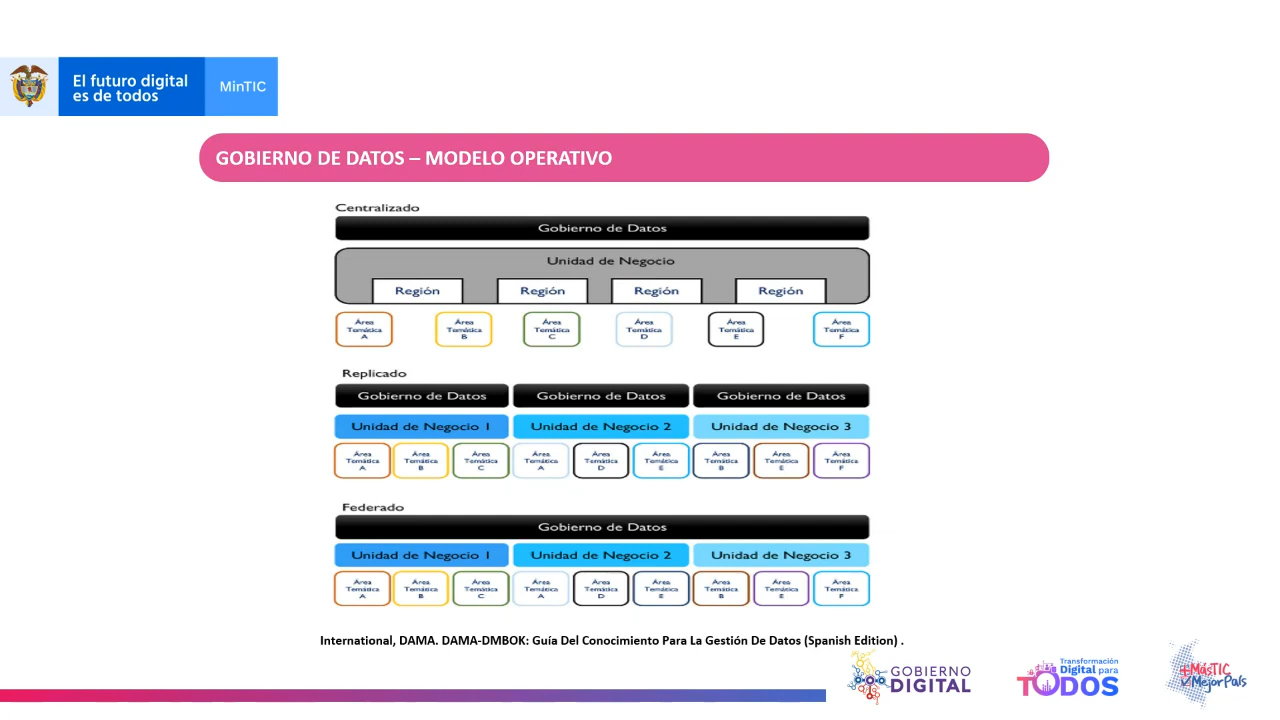 El futuro digital
es de todos
MinTIC
GOBIERNO DE DATOS – MODELO OPERATIVO
Centralizado
Gobierno de Datos
Unidad de Negocio
Región Región Región Región
Área Temática A
Área Temática B
Área Temática C
Área Temática D
Área Temática E
Área Temática F
Replicado
Gobierno de Datos Gobierno de Datos Gobierno de Datos
Unidad de Negocio 1 Unidad de Negocio 2 Unidad de Negocio 3
Área Temática A
Área Temática B
Área Temática C
Área Temática A
Área Temática D
Área Temática E
Área Temática B
Área Temática E
Área Temática F
Federado
Gobierno de Datos
Unidad de Negocio 1 Unidad de Negocio 2 Unidad de Negocio 3
Área Temática A
Área Temática B
Área Temática C
Área Temática A
Área Temática D
Área Temática E
Área Temática B
Área Temática E
Área Temática F
International, DAMA. DAMA-DMBOK: Guía Del Conocimiento Para La Gestión De Datos (Spanish Edition) .
GOBIERNO
DIGITAL
Transformación
Digital para
TODOS
+MásTIC
MejorPaís